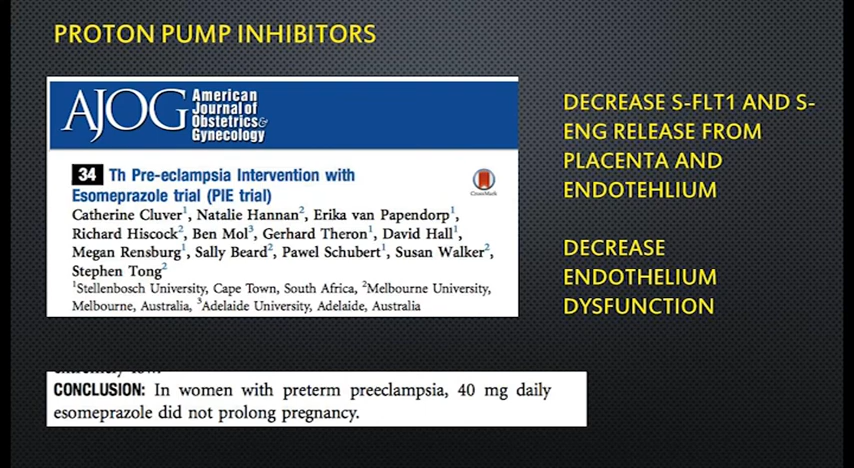 PROTON PUMP INHIBITORS
AJOG
American
Journal of
Obstetrics&
Gynecology
34 Th Pre-eclampsia Intervention with
Esomeprazole trial (PIE trial)
CrossMark
Catherine Cluver1, Natalie Hannan2, Erika van Papendorp1,
Richard Hiscock2, Ben Mol3, Gerhard Theron1, David Hall1,
Megan Rensburg1, Sally Beard2, Pawel Schubert1, Susan Walker2,
Stephen Tong2
1Stellenbosch University, Cape Town, South Africa, 2Melbourne University,
Melbourne, Australia, 3Adelaide University, Adelaide, Australia
DECREASE S-FLT1 AND S-
ENG RELEASE FROM
PLACENTA AND
ENDOTEHLIUM
DECREASE
ENDOTHELIUM
DYSFUNCTION
extremely low.
CONCLUSION: In women with preterm preeclampsia, 40 mg daily
esomeprazole did not prolong pregnancy.